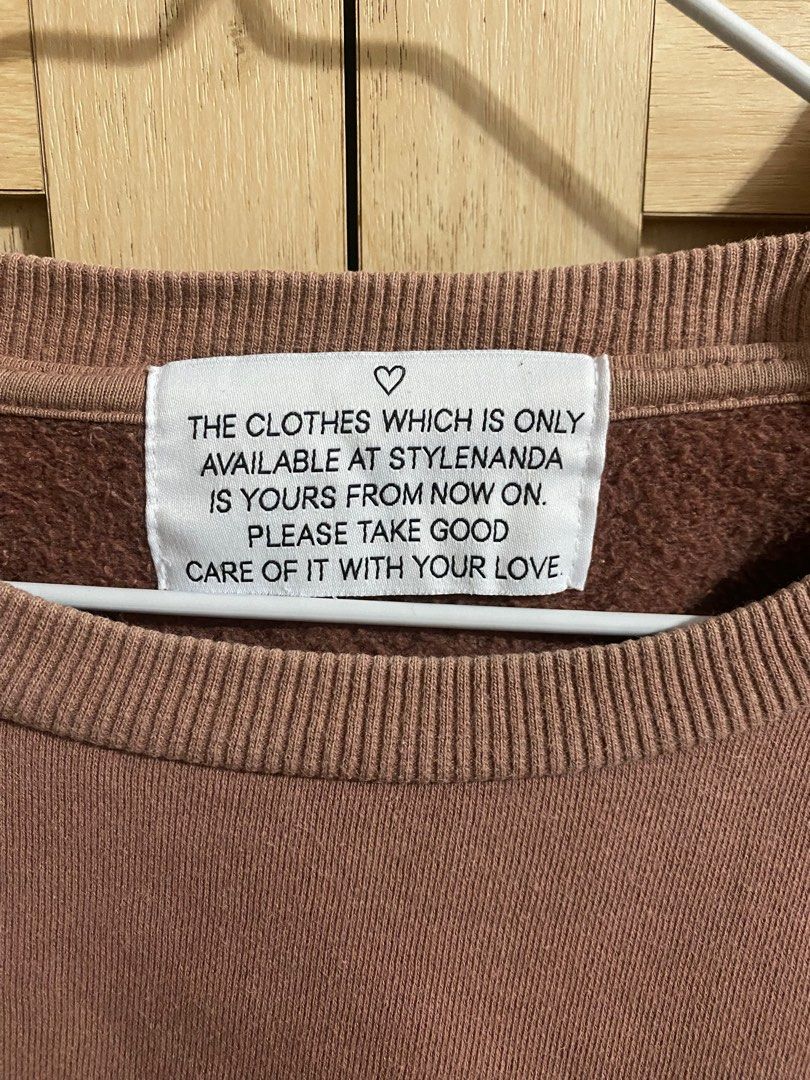 THE CLOTHES WHICH IS ONLY
AVAILABLE AT STYLENANDA
IS YOURS FROM NOW ON.
PLEASE TAKE GOOD
CARE OF IT WITH YOUR LOVE.